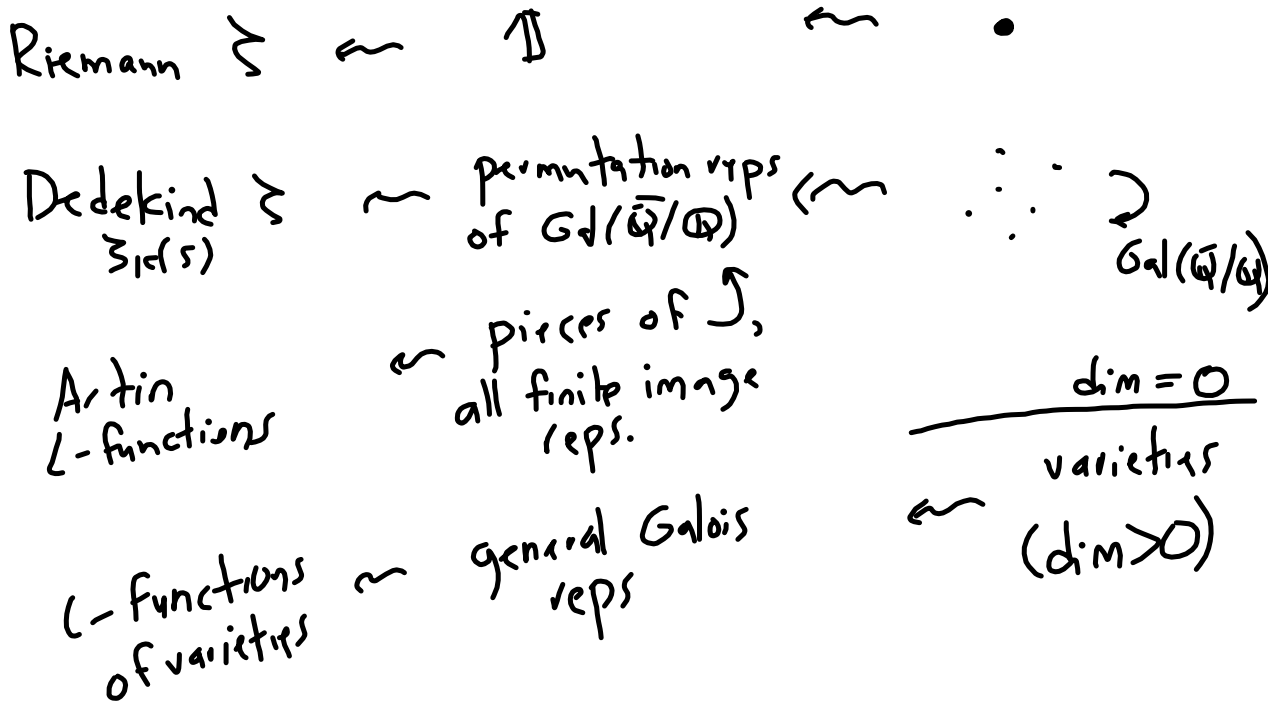 Riemann ζ ⇜ 𝟙 ⇜ •
Dedekind ζ ⇜ permutation reps
ζ_K(s) of Gal(Q̄/Q)
Gal(Q̄/Q)
Artin ⇜ pieces of ⤴,
L-functions all finite image
reps.
dim = 0
varieties
(dim>0)
L-functions ⇜ general Galois
of varieties reps